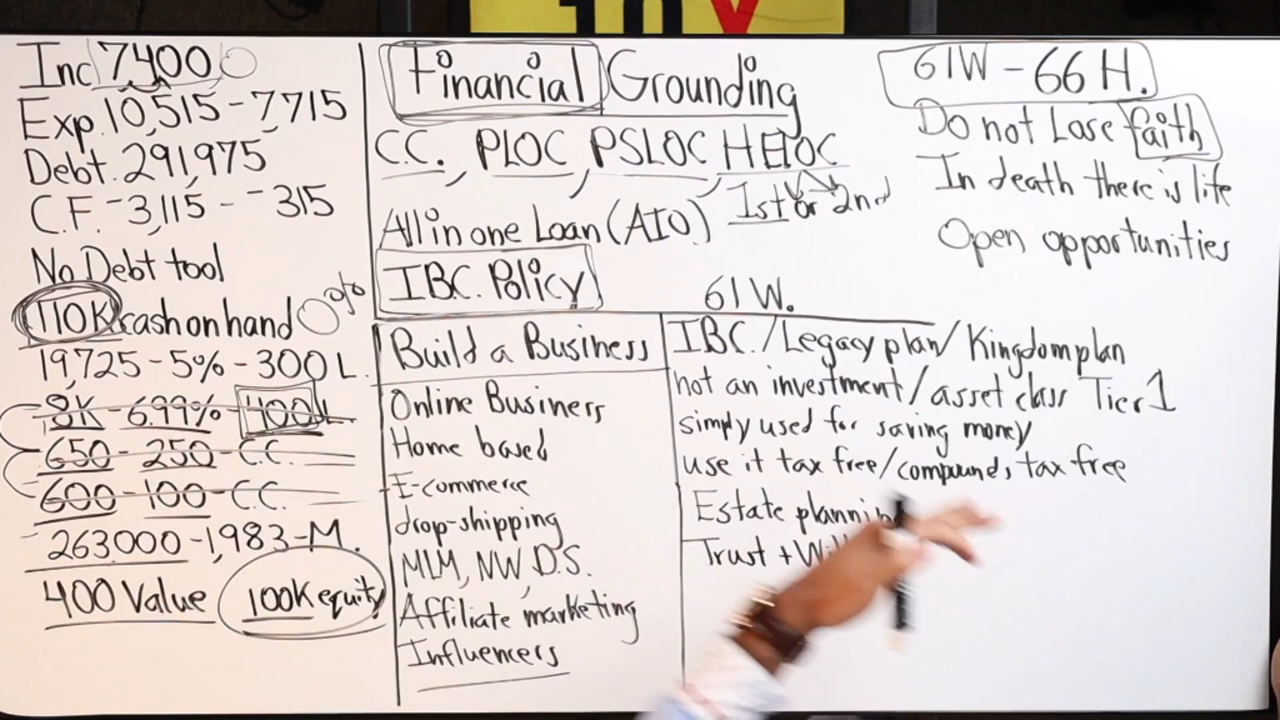 Inc 7400
Exp. 10,515 - 7,715
Debt. 291,975
C.F. -3,115 - -315
No Debt tool
110K cash on hand 0%
19,725 - 5% - 300 L.
8K - 6.99% - 400 L
650 - 250 - C.C.
600 - 100 - C.C.
263000 - 1,983 - M.
400 Value 100K equity
Financial Grounding
C.C., PLOC, PSLOC, HELOC
1st or 2nd
All in one Loan (AIO)
IBC. Policy
61 W.
Build a Business
Online Business
Home based
E-commerce
drop-shipping
MLM, NW, D.S.
Affiliate marketing
Influencers
IBC./Legacy plan/Kingdom plan
not an investment/asset class Tier 1
simply used for saving money
use it tax free/compounds tax free
Estate planning
Trust + Will
61W - 66 H.
Do not Lose faith
In death there is life
Open opportunities